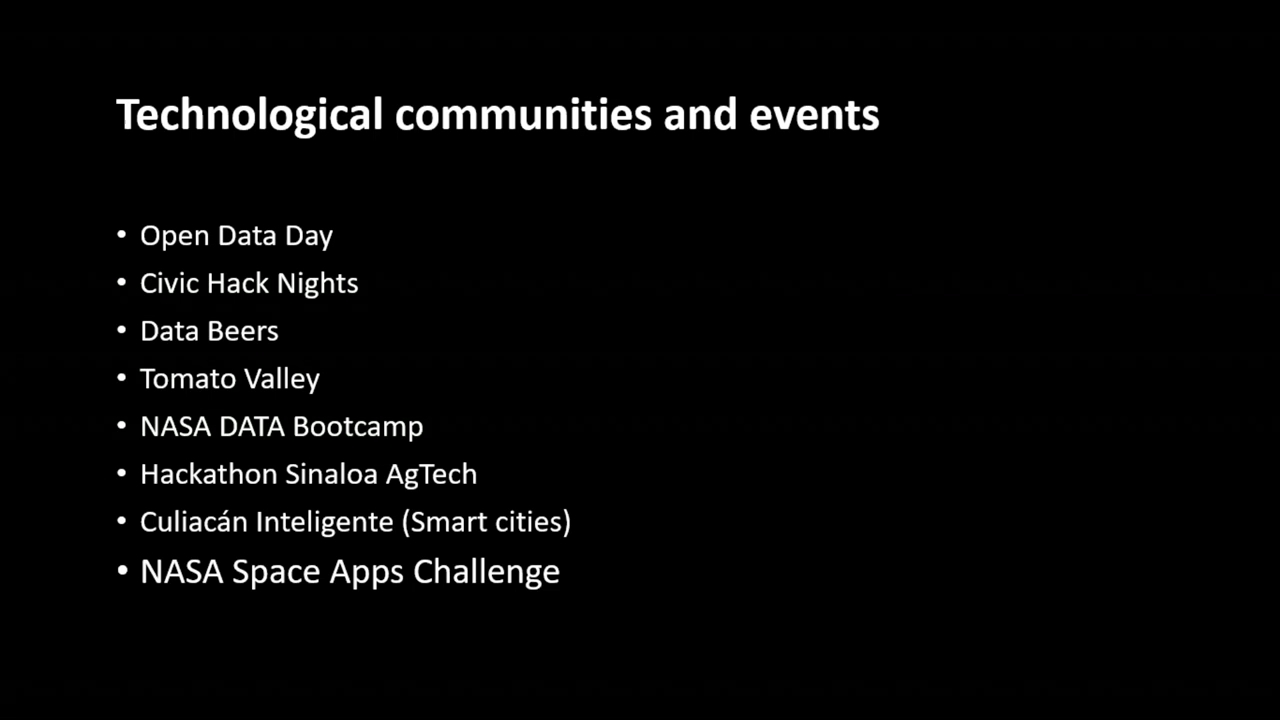 Technological communities and events
• Open Data Day
• Civic Hack Nights
• Data Beers
• Tomato Valley
• NASA DATA Bootcamp
• Hackathon Sinaloa AgTech
• Culiacán Inteligente (Smart cities)
• NASA Space Apps Challenge